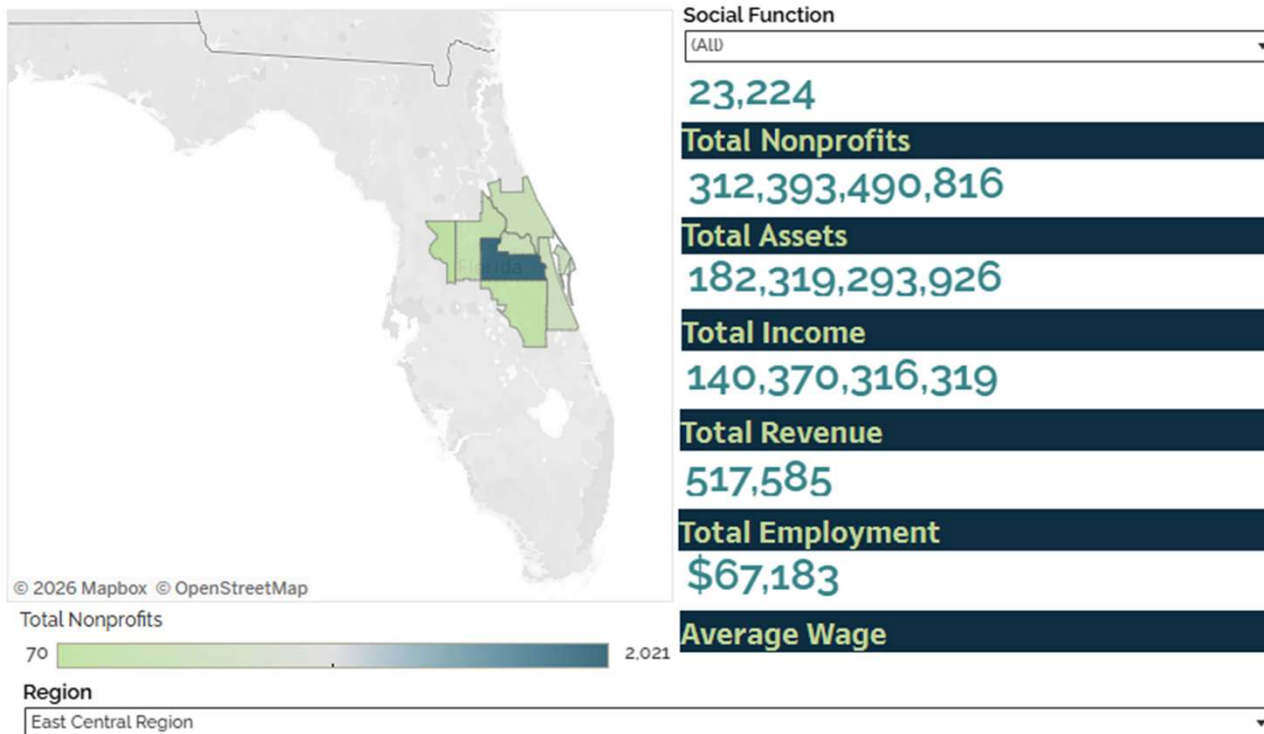 Social Function
(All)
23,224
Total Nonprofits
312,393,490,816
Total Assets
182,319,293,926
Total Income
140,370,316,319
Total Revenue
517,585
Total Employment
$67,183
Average Wage
Florida
© 2026 Mapbox © OpenStreetMap
Total Nonprofits
70
2,021
Region
East Central Region